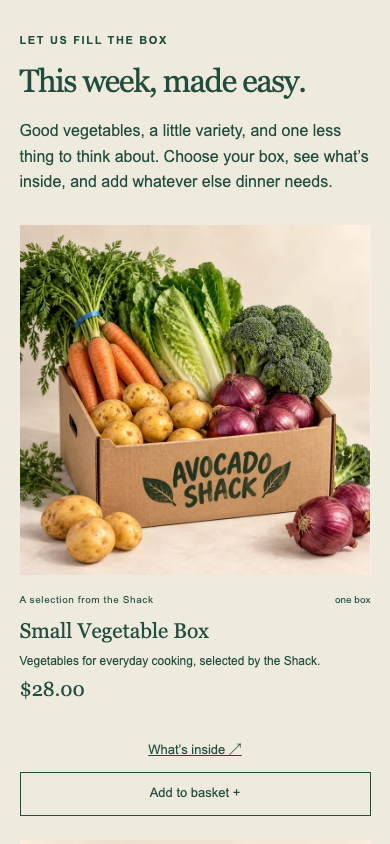 LET US FILL THE BOX
This week, made easy.
Good vegetables, a little variety, and one less
thing to think about. Choose your box, see what’s
inside, and add whatever else dinner needs.
AVOCADO
SHACK
A selection from the Shack one box
Small Vegetable Box
Vegetables for everyday cooking, selected by the Shack.
$28.00
What’s inside ↗
Add to basket +